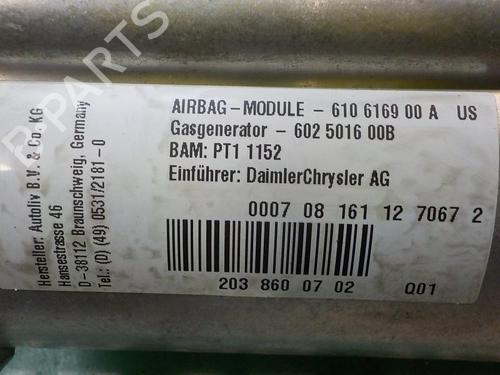 AIRBAG-MODULE - 610 6169 00 A US
Gasgenerator - 602 5016 00B
BAM: PT1 1152
Einführer: DaimlerChrysler AG
0007 08 161 12 7067 2
203 860 07 02 Q01
Hersteller: Autoliv B.V. & Co. KG
Hansestrasse 46
D-38112 Braunschweig, Germany
Tel.: (D) (49) 0531/2181-0
B-PARTS